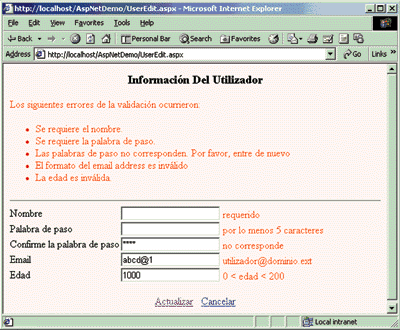 http://localhost/AspNetDemo/UserEdit.aspx - Microsoft Internet Explorer
File Edit View Favorites Tools Help
Back Search Personal Bar Search Favorites
Address http://localhost/AspNetDemo/UserEdit.aspx Go Links »
Información Del Utilizador
Los siguientes errores de la validación ocurrieron:
Se requiere el nombre.
Se requiere la palabra de paso.
Las palabras de paso no corresponden. Por favor, entre de nuevo
El formato del email address es inválido
La edad es inválida.
Nombre requerido
Palabra de paso por lo menos 5 caracteres
Confirme la palabra de paso **** no corresponde
Email abcd@1 utilizador@dominio.ext
Edad 1000 0 < edad < 200
Actualizar Cancelar
Local intranet